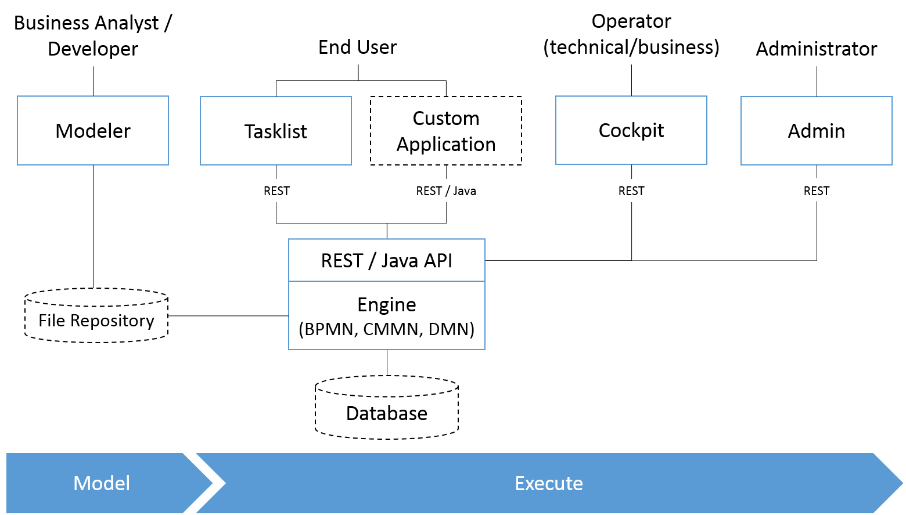 Business Analyst /
Developer
End User
Operator
(technical/business)
Administrator
Modeler
Tasklist
Custom
Application
Cockpit
Admin
REST
REST / Java
REST
REST
REST / Java API
Engine
(BPMN, CMMN, DMN)
File Repository
Database
Model
Execute